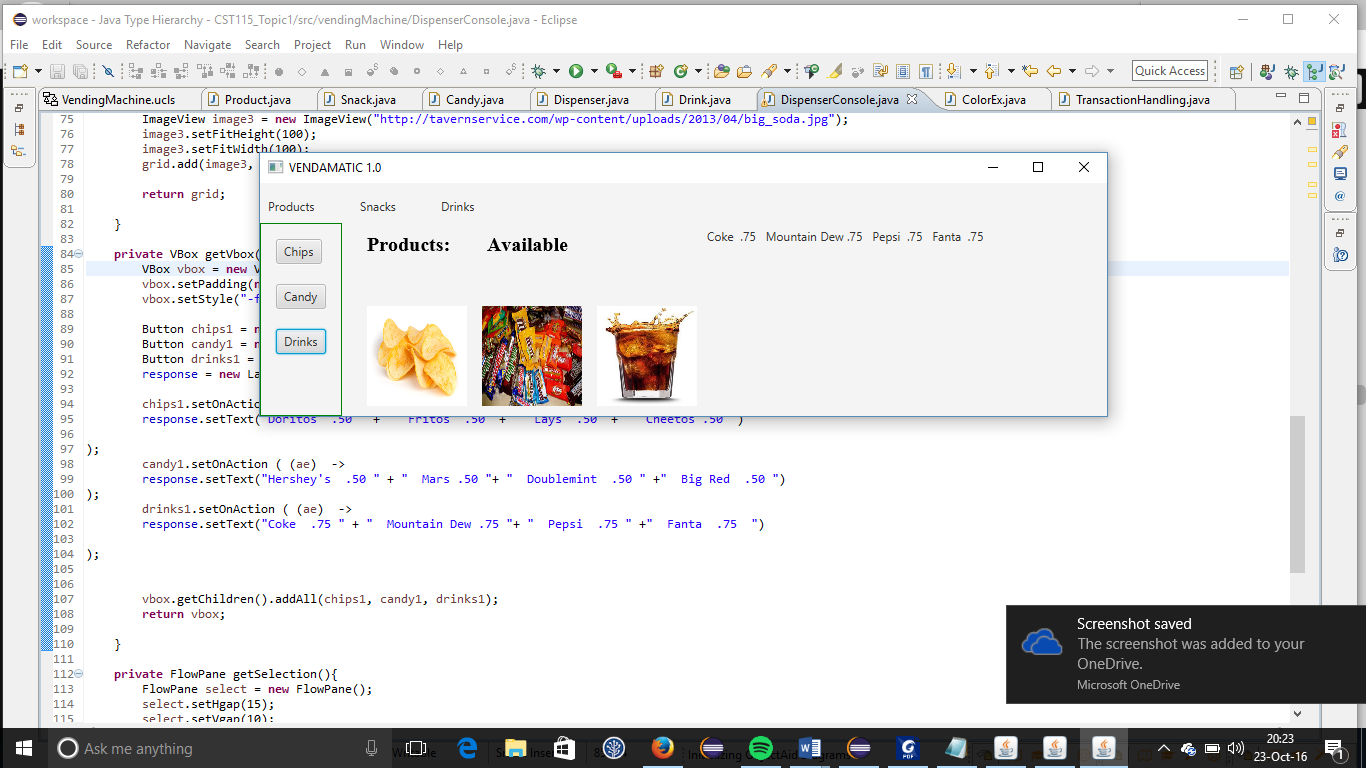 workspace - Java Type Hierarchy - CST115_Topic1/src/vendingMachine/DispenserConsole.java - Eclipse
File Edit Source Refactor Navigate Search Project Run Window Help
Quick Access
VendingMachine.ucls Product.java Snack.java Candy.java Dispenser.java Drink.java DispenserConsole.java ColorEx.java TransactionHandling.java
75 ImageView image3 = new ImageView("http://tavernservice.com/wp-content/uploads/2013/04/big_soda.jpg");
76 image3.setFitHeight(100);
77 image3.setFitWidth(100);
78 grid.add(image3,
79
80 return grid;
81
82 }
83
84 private VBox getVbox(
85 VBox vbox = new V
86 vbox.setPadding(n
87 vbox.setStyle("-f
88
89 Button chips1 = n
90 Button candy1 = n
91 Button drinks1 =
92 response = new La
93
94 chips1.setOnActio
95 response.setText("Doritos .50 " + " Fritos .50 "+ " Lays .50 "+ " Cheetos .50 ")
96
97 );
98 candy1.setOnAction ( (ae) ->
99 response.setText("Hershey's .50 " + " Mars .50 "+ " Doublemint .50 " +" Big Red .50 ")
100 );
101 drinks1.setOnAction ( (ae) ->
102 response.setText("Coke .75 " + " Mountain Dew .75 "+ " Pepsi .75 " +" Fanta .75 ")
103
104 );
105
106
107 vbox.getChildren().addAll(chips1, candy1, drinks1);
108 return vbox;
109
110 }
111
112 private FlowPane getSelection(){
113 FlowPane select = new FlowPane();
114 select.setHgap(15);
115 select.setVgap(10);
VENDAMATIC 1.0
Products Snacks Drinks
Products: Available
Coke .75 Mountain Dew .75 Pepsi .75 Fanta .75
Chips
Candy
Drinks
Screenshot saved
The screenshot was added to your
OneDrive.
Microsoft OneDrive
Ask me anything
20:23
23-Oct-16